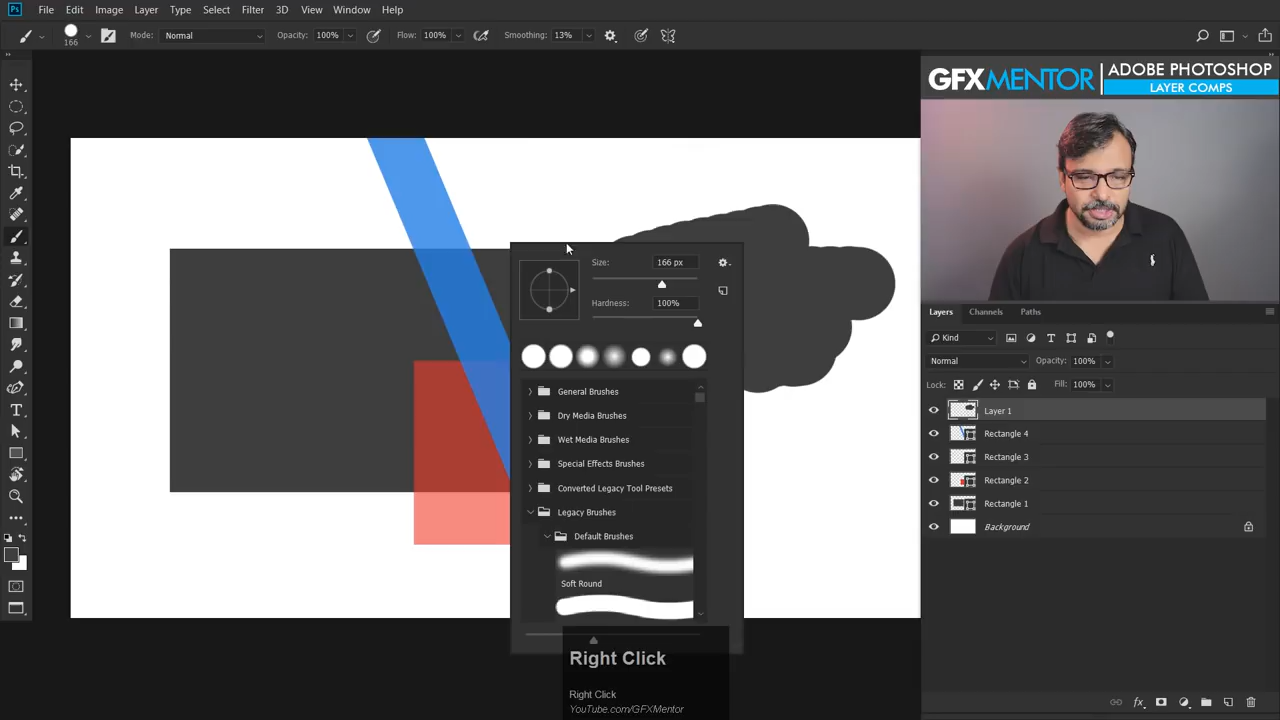 Ps File Edit Image Layer Type Select Filter 3D View Window Help
166 Mode: Normal Opacity: 100% Flow: 100% Smoothing: 13%
GFXMENTOR
ADOBE PHOTOSHOP
LAYER COMPS
Size: 166 px
Hardness: 100%
General Brushes
Dry Media Brushes
Wet Media Brushes
Special Effects Brushes
Converted Legacy Tool Presets
Legacy Brushes
Default Brushes
Soft Round
Right Click
Right Click
YouTube.com/GFXMentor
Layers Channels Paths
Kind
Normal Opacity: 100%
Lock: Fill: 100%
Layer 1
Rectangle 4
Rectangle 3
Rectangle 2
Rectangle 1
Background